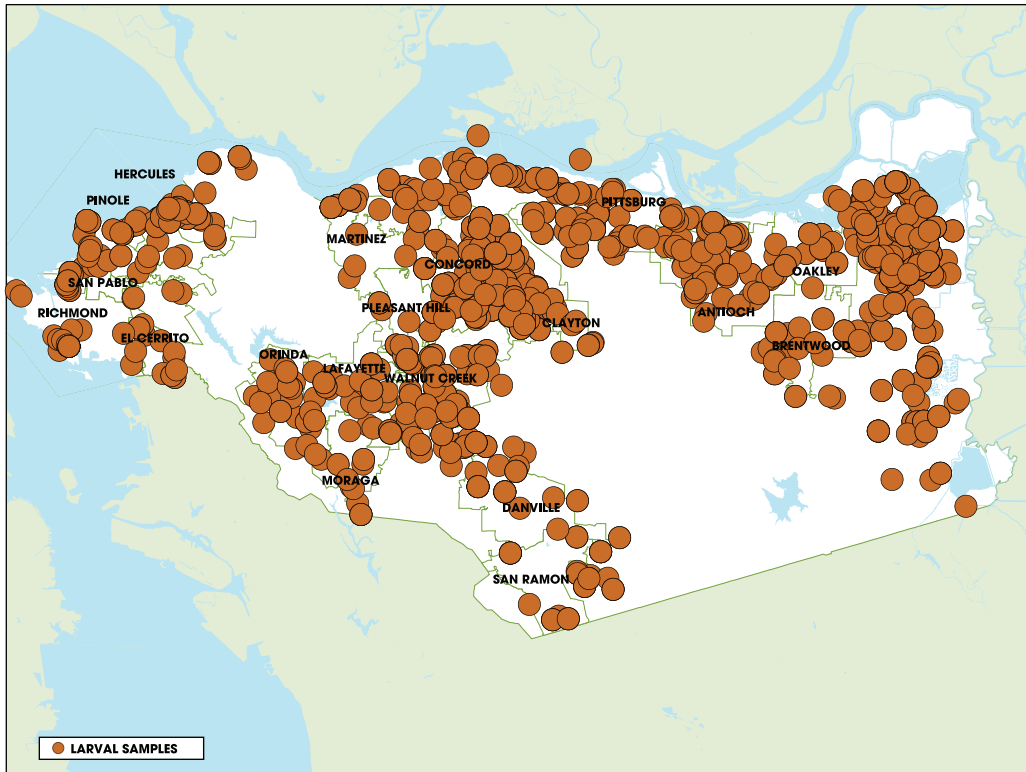 HERCULES
PINOLE
PITTSBURG
MARTINEZ
CONCORD
OAKLEY
SAN PABLO
PLEASANT HILL
RICHMOND
ANTIOCH
CLAYTON
EL CERRITO
BRENTWOOD
ORINDA
LAFAYETTE
WALNUT CREEK
MORAGA
DANVILLE
SAN RAMON
LARVAL SAMPLES